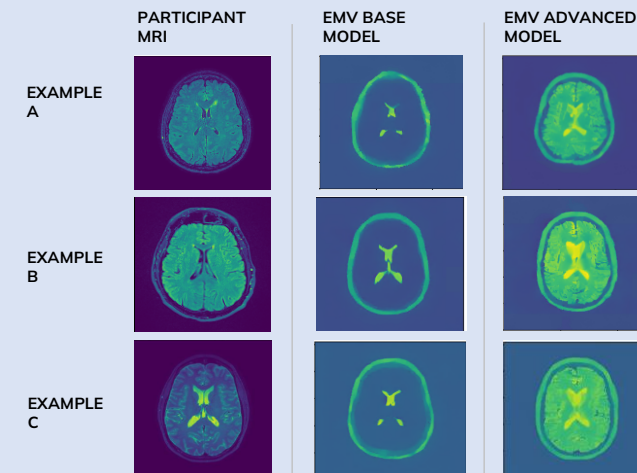 PARTICIPANT
MRI
EMV BASE
MODEL
EMV ADVANCED
MODEL
EXAMPLE
A
EXAMPLE
B
EXAMPLE
C